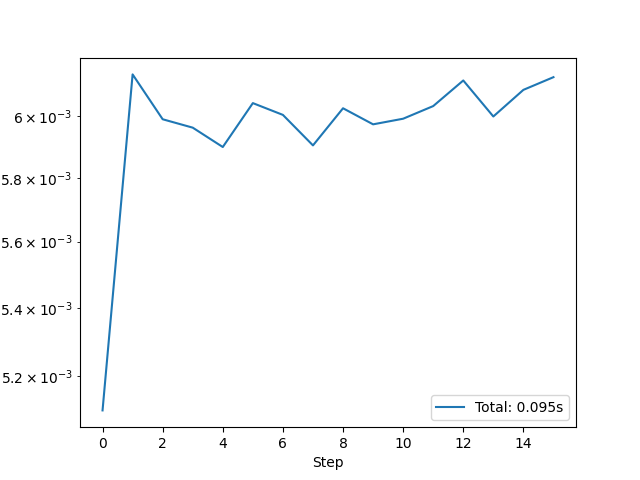 6 × 10⁻³
5.8 × 10⁻³
5.6 × 10⁻³
5.4 × 10⁻³
5.2 × 10⁻³
Total: 0.095s
0 2 4 6 8 10 12 14
Step